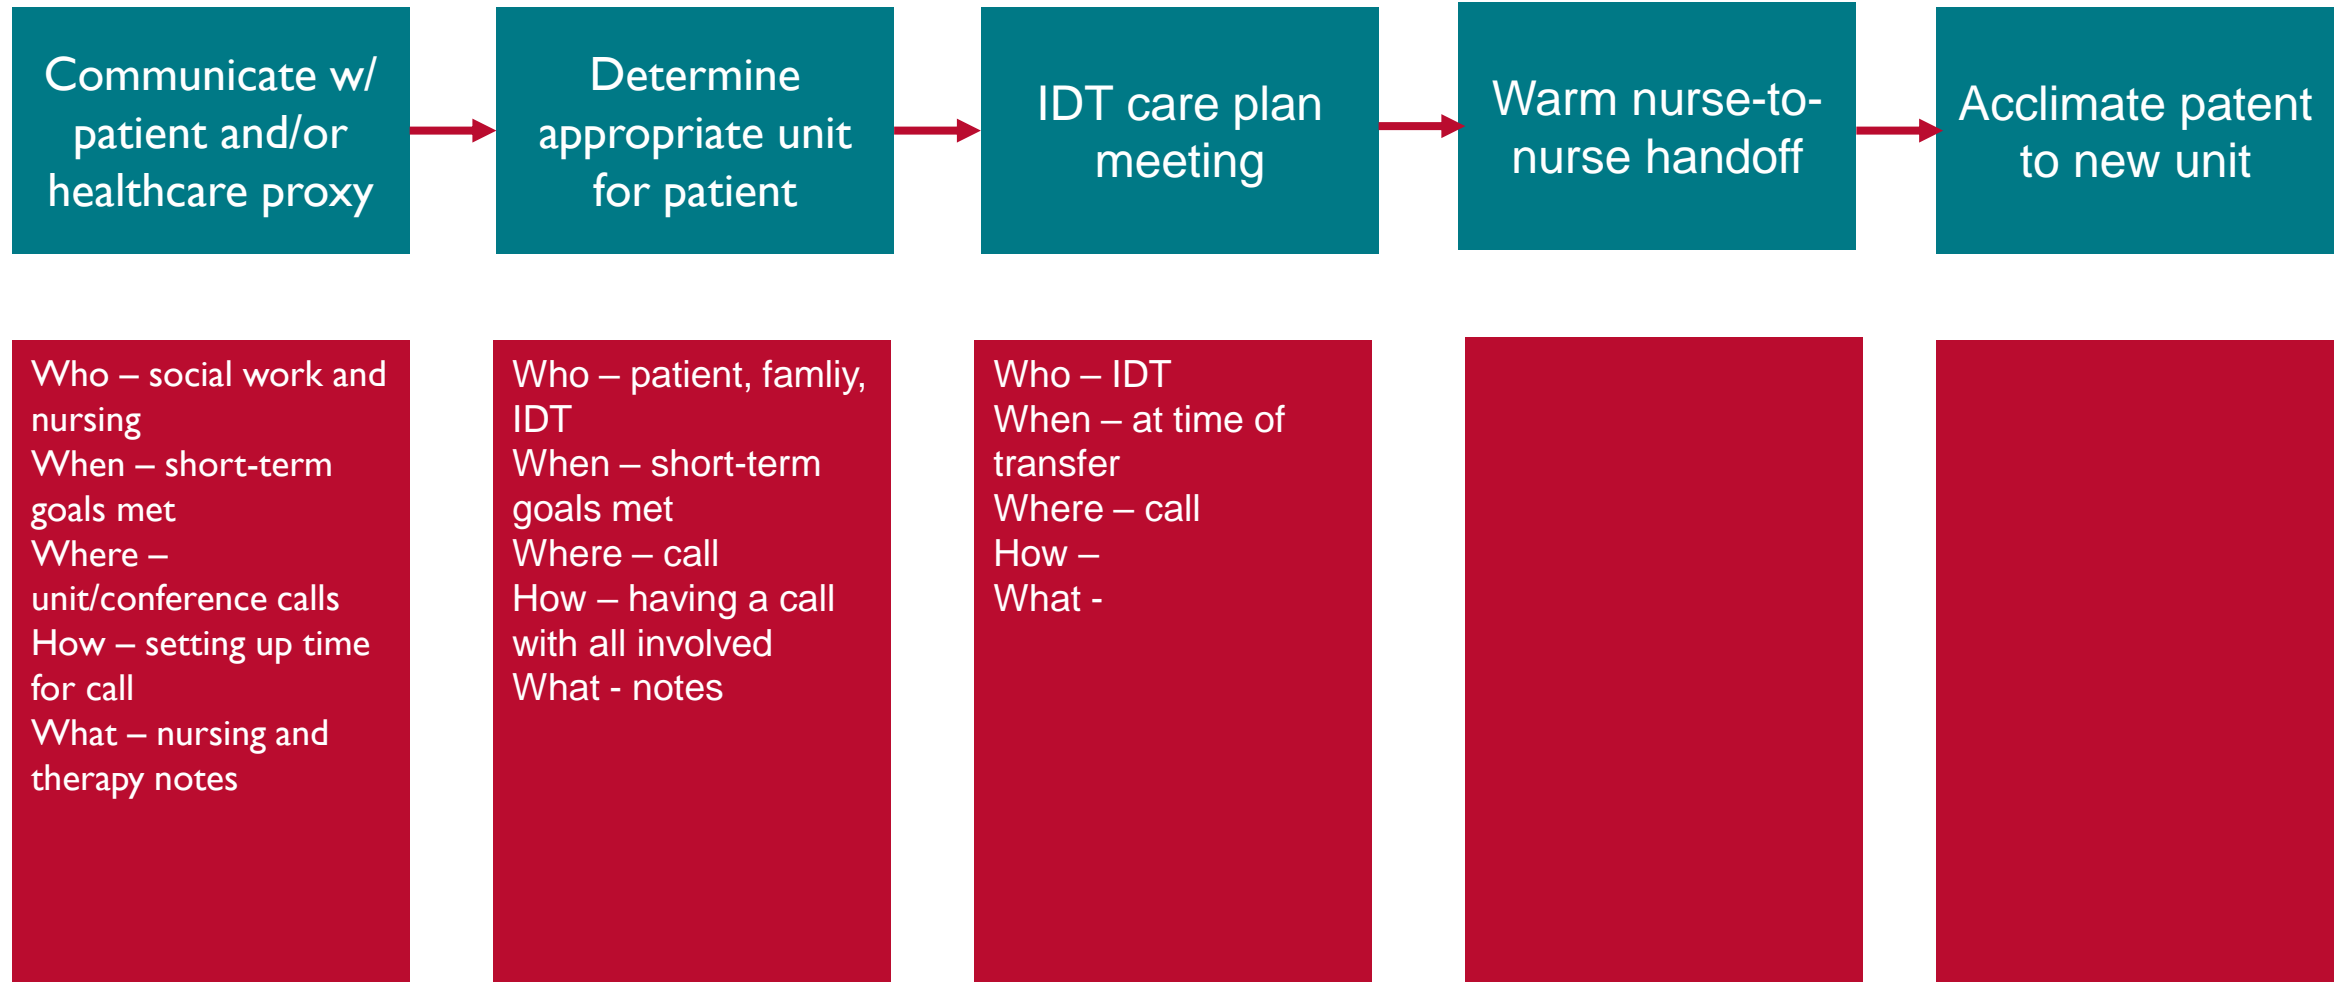 Communicate w/
patient and/or
healthcare proxy
Determine
appropriate unit
for patient
IDT care plan
meeting
Warm nurse-to-
nurse handoff
Acclimate patent
to new unit
Who – social work and
nursing
When – short-term
goals met
Where –
unit/conference calls
How – setting up time
for call
What – nursing and
therapy notes
Who – patient, famliy,
IDT
When – short-term
goals met
Where – call
How – having a call
with all involved
What - notes
Who – IDT
When – at time of
transfer
Where – call
How –
What -